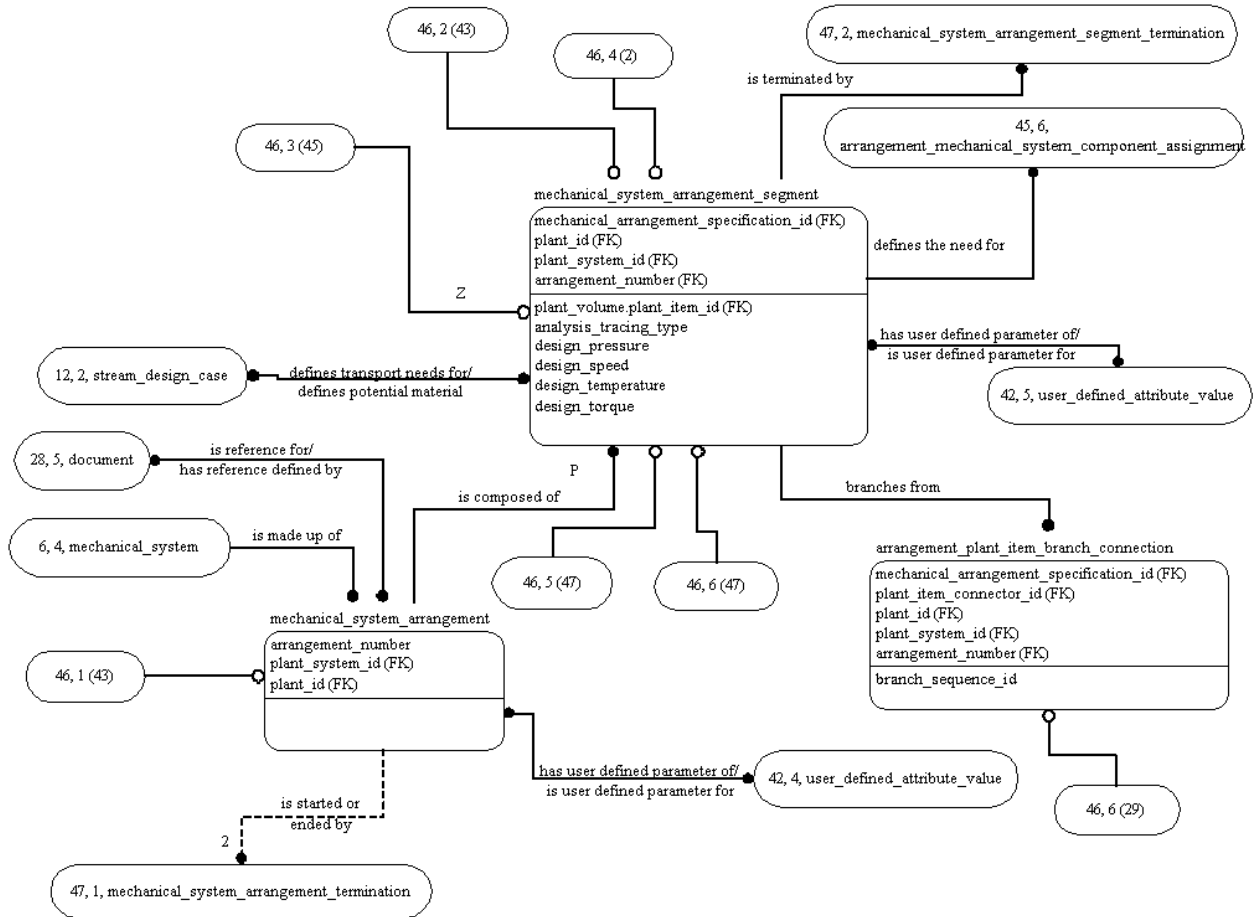 46, 2 (43)
46, 4 (2)
47, 2, mechanical_system_arrangement_segment_termination
is terminated by
46, 3 (45)
45, 6,
arrangement_mechanical_system_component_assignment
mechanical_system_arrangement_segment
mechanical_arrangement_specification_id (FK)
plant_id (FK)
plant_system_id (FK)
arrangement_number (FK)
defines the need for
Z
plant_volume.plant_item_id (FK)
analysis_tracing_type
design_pressure
design_speed
design_temperature
design_torque
has user defined parameter of/
is user defined parameter for
12, 2, stream_design_case
defines transport needs for/
defines potential material
42, 5, user_defined_attribute_value
28, 5, document
is reference for/
has reference defined by
P
is composed of
branches from
6, 4, mechanical_system
is made up of
46, 5 (47)
46, 6 (47)
arrangement_plant_item_branch_connection
mechanical_arrangement_specification_id (FK)
plant_item_connector_id (FK)
plant_id (FK)
plant_system_id (FK)
arrangement_number (FK)
branch_sequence_id
mechanical_system_arrangement
arrangement_number
plant_system_id (FK)
plant_id (FK)
46, 1 (43)
has user defined parameter of/
is user defined parameter for
42, 4, user_defined_attribute_value
46, 6 (29)
is started or
ended by
2
47, 1, mechanical_system_arrangement_termination